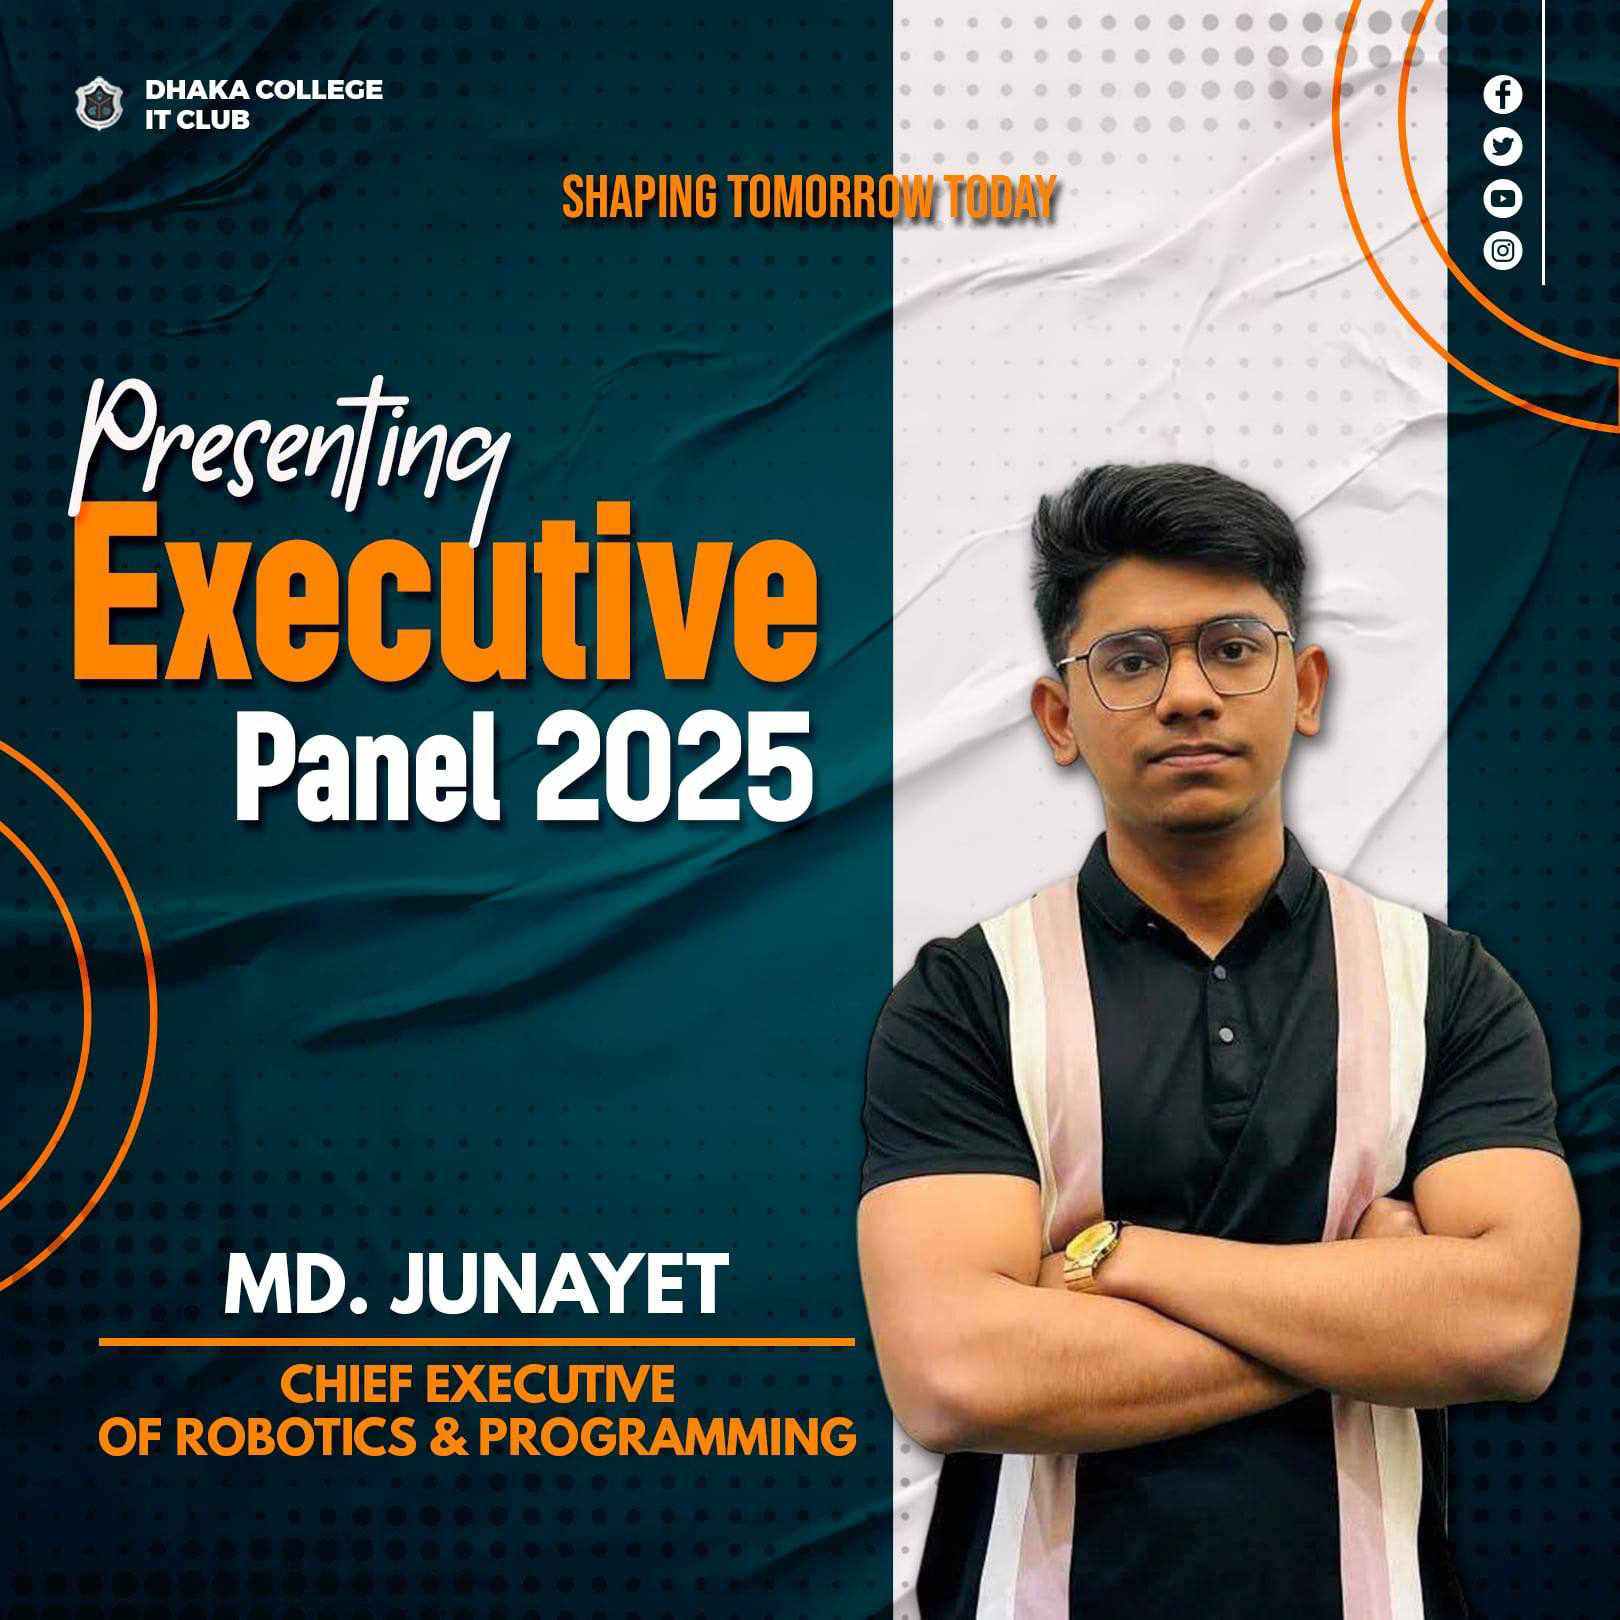 DHAKA COLLEGE
IT CLUB
SHAPING TOMORROW TODAY
Presenting
Executive
Panel 2025
MD. JUNAYET
CHIEF EXECUTIVE
OF ROBOTICS & PROGRAMMING